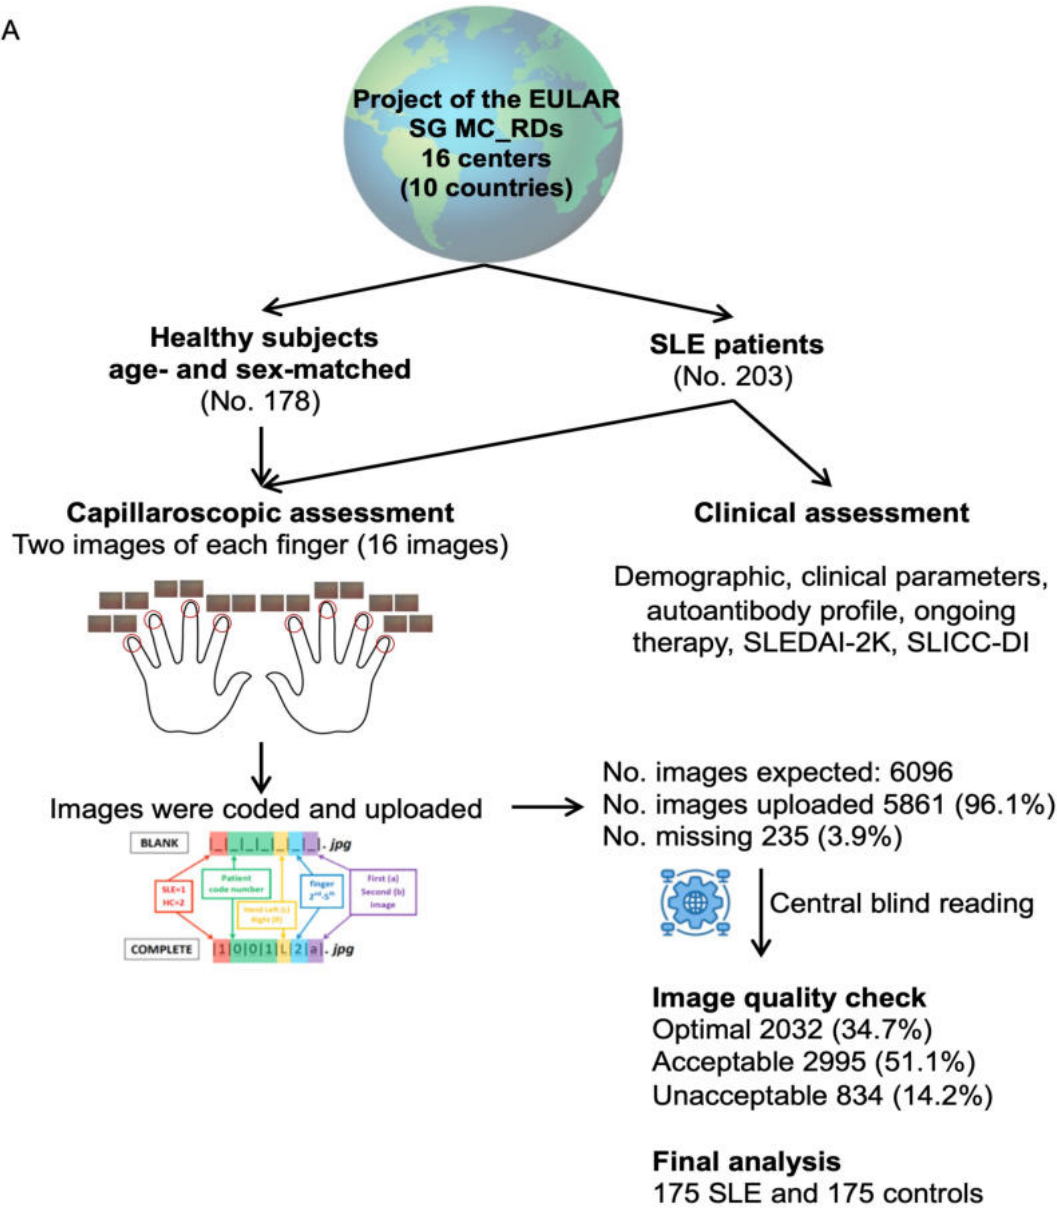 A
Project of the EULAR
SG MC_RDs
16 centers
(10 countries)
Healthy subjects
age- and sex-matched
(No. 178)
SLE patients
(No. 203)
Capillaroscopic assessment
Two images of each finger (16 images)
Clinical assessment
Demographic, clinical parameters,
autoantibody profile, ongoing
therapy, SLEDAI-2K, SLICC-DI
Images were coded and uploaded
No. images expected: 6096
No. images uploaded 5861 (96.1%)
No. missing 235 (3.9%)
BLANK
|_|_|_|_|_|_|_|. jpg
SLE=1
HC=2
Patient
code number
Hand Left (L)
Right (R)
finger
2nd-5th
First (a)
Second (b)
image
COMPLETE
|1|0|0|1|L|2|a|. jpg
Central blind reading
Image quality check
Optimal 2032 (34.7%)
Acceptable 2995 (51.1%)
Unacceptable 834 (14.2%)
Final analysis
175 SLE and 175 controls